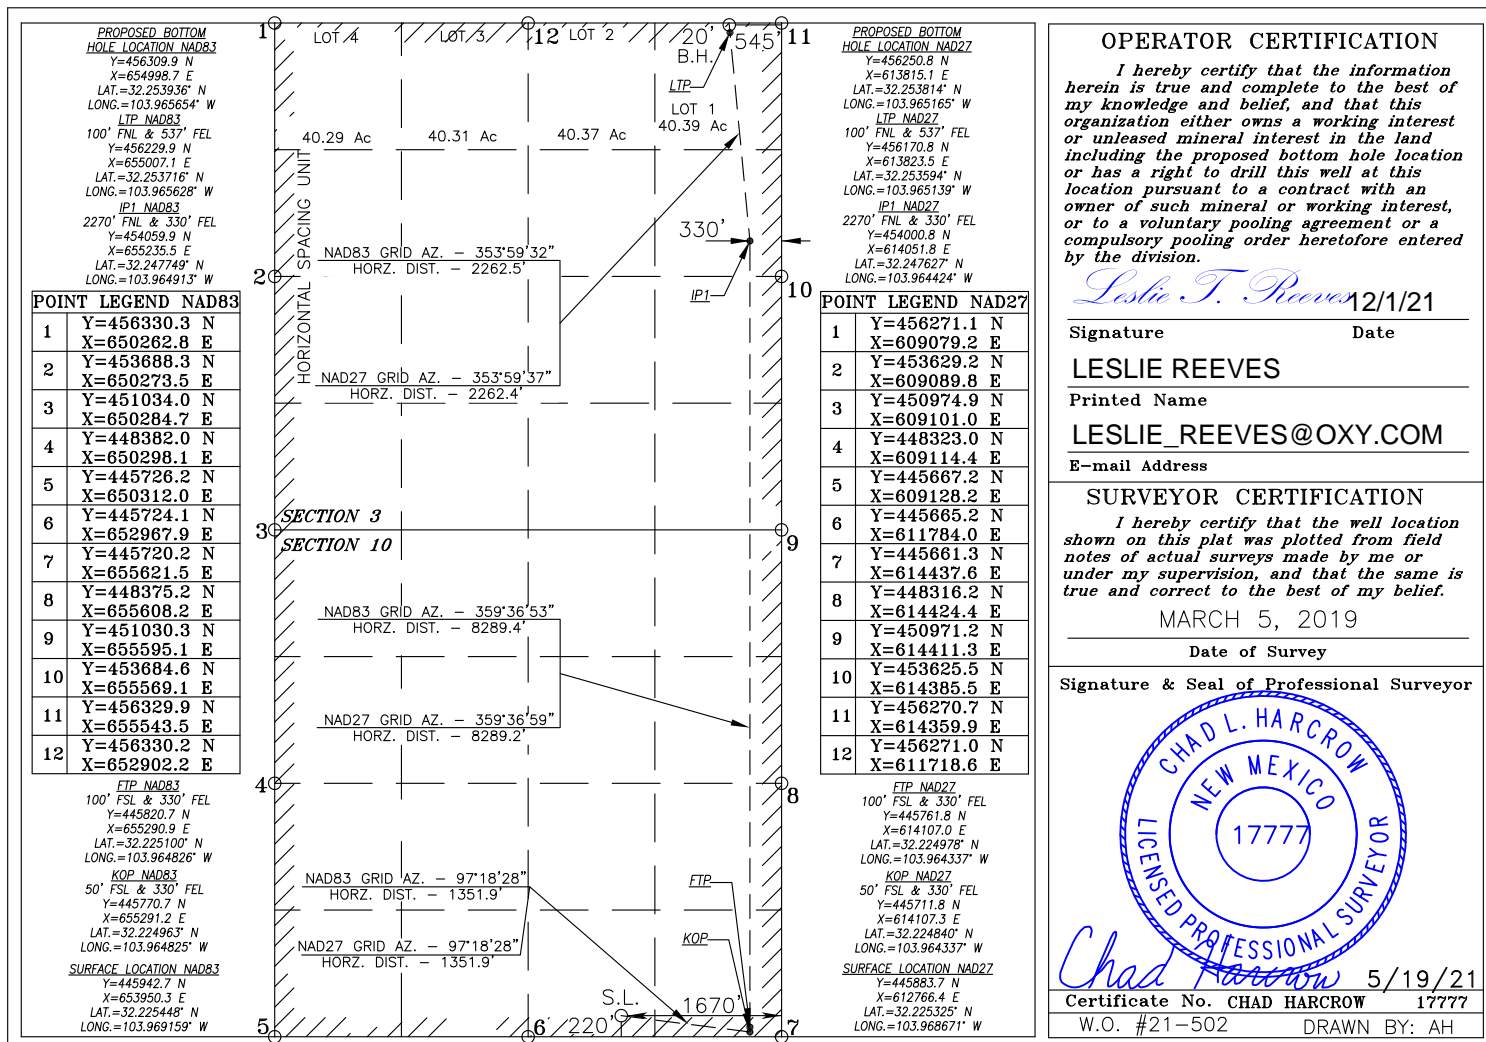 PROPOSED BOTTOM
HOLE LOCATION NAD83
Y=456309.9 N
X=654998.7 E
LAT.=32.253936° N
LONG.=103.965654° W
LTP NAD83
100' FNL & 537' FEL
Y=456229.9 N
X=655007.1 E
LAT.=32.253716° N
LONG.=103.965628° W
IP1 NAD83
2270' FNL & 330' FEL
Y=454059.9 N
X=655235.5 E
LAT.=32.247749° N
LONG.=103.964913° W
POINT LEGEND NAD83
1 Y=456330.3 N
X=650262.8 E
2 Y=453688.3 N
X=650273.5 E
3 Y=451034.0 N
X=650284.7 E
4 Y=448382.0 N
X=650298.1 E
5 Y=445726.2 N
X=650312.0 E
6 Y=445724.1 N
X=652967.9 E
7 Y=445720.2 N
X=655621.5 E
8 Y=448375.2 N
X=655608.2 E
9 Y=451030.3 N
X=655595.1 E
10 Y=453684.6 N
X=655569.1 E
11 Y=456329.9 N
X=655543.5 E
12 Y=456330.2 N
X=652902.2 E
FTP NAD83
100' FSL & 330' FEL
Y=445820.7 N
X=655290.9 E
LAT.=32.225100° N
LONG.=103.964826° W
KOP NAD83
50' FSL & 330' FEL
Y=445770.7 N
X=655291.2 E
LAT.=32.224963° N
LONG.=103.964825° W
SURFACE LOCATION NAD83
Y=445942.7 N
X=653950.3 E
LAT.=32.225448° N
LONG.=103.969159° W
1
LOT 4
LOT 3
12
LOT 2
20'
B.H.
545'
11
LTP
LOT 1
40.29 Ac
40.31 Ac
40.37 Ac
40.39 Ac
HORIZONTAL SPACING UNIT
330'
NAD83 GRID AZ. - 353°59'32"
HORZ. DIST. - 2262.5'
2
IP1
10
NAD27 GRID AZ. - 353°59'37"
HORZ. DIST. - 2262.4'
SECTION 3
3
9
SECTION 10
NAD83 GRID AZ. - 359°36'53"
HORZ. DIST. - 8289.4'
NAD27 GRID AZ. - 359°36'59"
HORZ. DIST. - 8289.2'
4
8
NAD83 GRID AZ. - 97°18'28"
HORZ. DIST. - 1351.9'
FTP
NAD27 GRID AZ. - 97°18'28"
HORZ. DIST. - 1351.9'
KOP
S.L.
1670'
220'
5
6
7
PROPOSED BOTTOM
HOLE LOCATION NAD27
Y=456250.8 N
X=613815.1 E
LAT.=32.253814° N
LONG.=103.965165° W
LTP NAD27
100' FNL & 537' FEL
Y=456170.8 N
X=613823.5 E
LAT.=32.253594° N
LONG.=103.965139° W
IP1 NAD27
2270' FNL & 330' FEL
Y=454000.8 N
X=614051.8 E
LAT.=32.247627° N
LONG.=103.964424° W
POINT LEGEND NAD27
1 Y=456271.1 N
X=609079.2 E
2 Y=453629.2 N
X=609089.8 E
3 Y=450974.9 N
X=609101.0 E
4 Y=448323.0 N
X=609114.4 E
5 Y=445667.2 N
X=609128.2 E
6 Y=445665.2 N
X=611784.0 E
7 Y=445661.3 N
X=614437.6 E
8 Y=448316.2 N
X=614424.4 E
9 Y=450971.2 N
X=614411.3 E
10 Y=453625.5 N
X=614385.5 E
11 Y=456270.7 N
X=614359.9 E
12 Y=456271.0 N
X=611718.6 E
FTP NAD27
100' FSL & 330' FEL
Y=445761.8 N
X=614107.0 E
LAT.=32.224978° N
LONG.=103.964337° W
KOP NAD27
50' FSL & 330' FEL
Y=445711.8 N
X=614107.3 E
LAT.=32.224840° N
LONG.=103.964337° W
SURFACE LOCATION NAD27
Y=445883.7 N
X=612766.4 E
LAT.=32.225325° N
LONG.=103.968671° W
OPERATOR CERTIFICATION
I hereby certify that the information
herein is true and complete to the best of
my knowledge and belief, and that this
organization either owns a working interest
or unleased mineral interest in the land
including the proposed bottom hole location
or has a right to drill this well at this
location pursuant to a contract with an
owner of such mineral or working interest,
or to a voluntary pooling agreement or a
compulsory pooling order heretofore entered
by the division.
Leslie T. Reeves 12/1/21
Signature Date
LESLIE REEVES
Printed Name
LESLIE_REEVES@OXY.COM
E-mail Address
SURVEYOR CERTIFICATION
I hereby certify that the well location
shown on this plat was plotted from field
notes of actual surveys made by me or
under my supervision, and that the same is
true and correct to the best of my belief.
MARCH 5, 2019
Date of Survey
Signature & Seal of Professional Surveyor
CHAD L. HARCROW
NEW MEXICO
17777
LICENSED PROFESSIONAL SURVEYOR
Chad Harcrow 5/19/21
Certificate No. CHAD HARCROW 17777
W.O. #21-502 DRAWN BY: AH